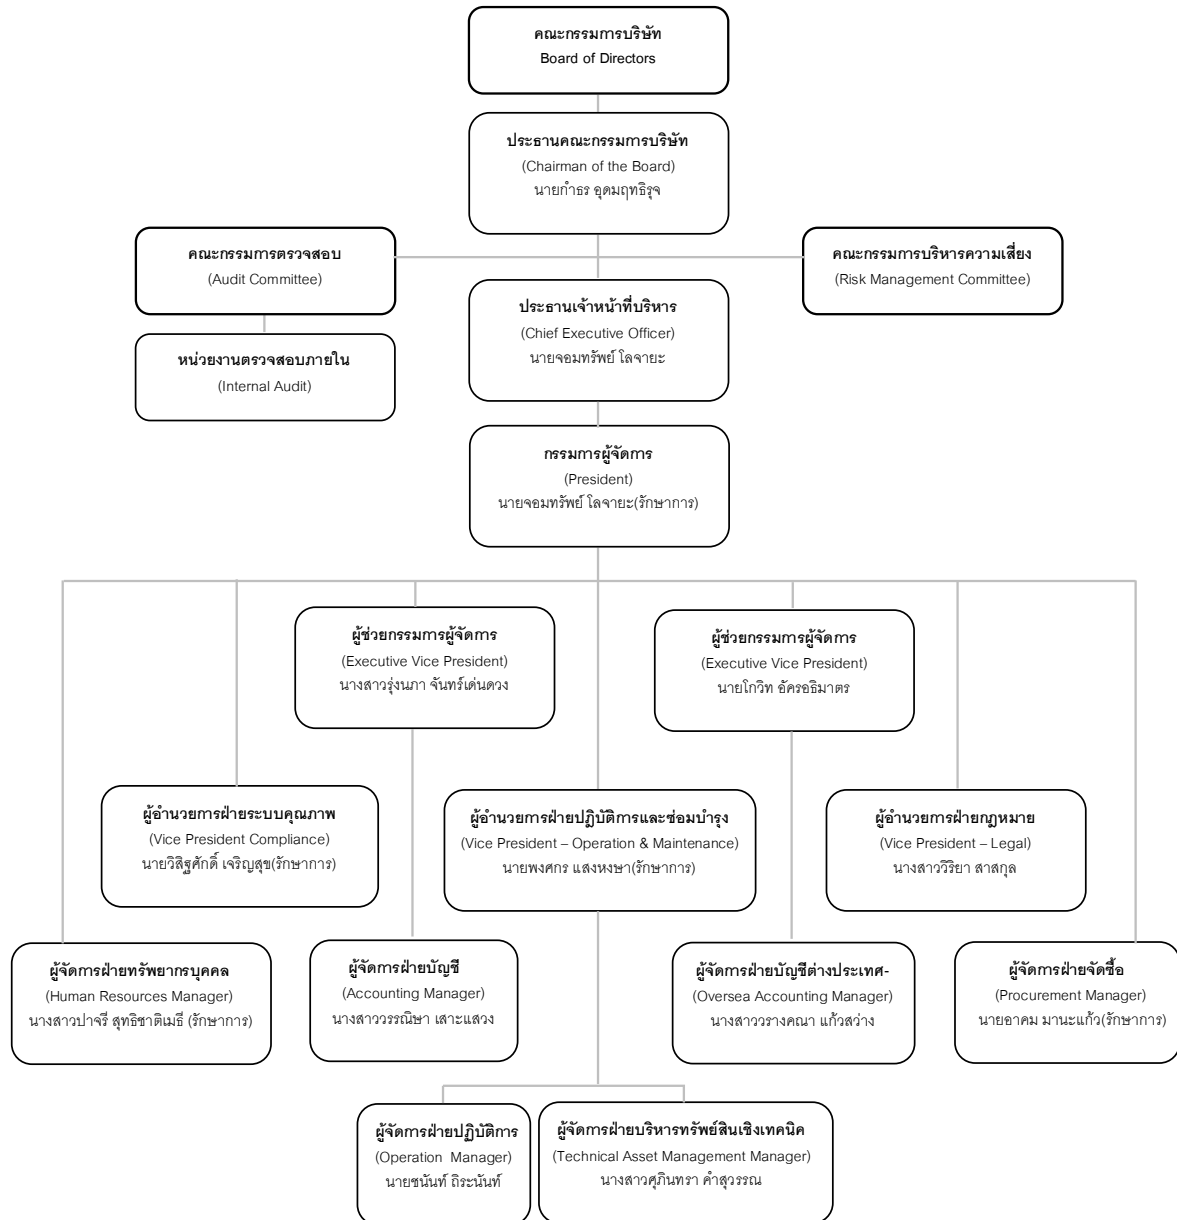 คณะกรรมการบริษัท
Board of Directors
ประธานคณะกรรมการบริษัท
(Chairman of the Board)
นายกำธร อุดมฤทธิรุจ
คณะกรรมการตรวจสอบ
(Audit Committee)
คณะกรรมการบริหารความเสี่ยง
(Risk Management Committee)
ประธานเจ้าหน้าที่บริหาร
(Chief Executive Officer)
นายจอมทรัพย์ โลจายะ
หน่วยงานตรวจสอบภายใน
(Internal Audit)
กรรมการผู้จัดการ
(President)
นายจอมทรัพย์ โลจายะ(รักษาการ)
ผู้ช่วยกรรมการผู้จัดการ
(Executive Vice President)
นางสาวรุ่งนภา จันทร์เด่นดวง
ผู้ช่วยกรรมการผู้จัดการ
(Executive Vice President)
นายโกวิท อัครอธิมาตร
ผู้อำนวยการฝ่ายระบบคุณภาพ
(Vice President Compliance)
นายวิสิฐศักดิ์ เจริญสุข(รักษาการ)
ผู้อำนวยการฝ่ายปฎิบัติการและซ่อมบำรุง
(Vice President – Operation & Maintenance)
นายพงศกร แสงหงษา(รักษาการ)
ผู้อำนวยการฝ่ายกฎหมาย
(Vice President – Legal)
นางสาววิริยา สาสกุล
ผู้จัดการฝ่ายทรัพยากรบุคคล
(Human Resources Manager)
นางสาวปาจรี สุทธิชาติเมธี (รักษาการ)
ผู้จัดการฝ่ายบัญชี
(Accounting Manager)
นางสาววรรณิษา เสาะแสวง
ผู้จัดการฝ่ายบัญชีต่างประเทศ-
(Oversea Accounting Manager)
นางสาววรางคณา แก้วสว่าง
ผู้จัดการฝ่ายจัดซื้อ
(Procurement Manager)
นายอาคม มานะแก้ว(รักษาการ)
ผู้จัดการฝ่ายปฏิบัติการ
(Operation Manager)
นายชนันท์ ถิระนันท์
ผู้จัดการฝ่ายบริหารทรัพย์สินเชิงเทคนิค
(Technical Asset Management Manager)
นางสาวศุภินทรา คำสุวรรณ